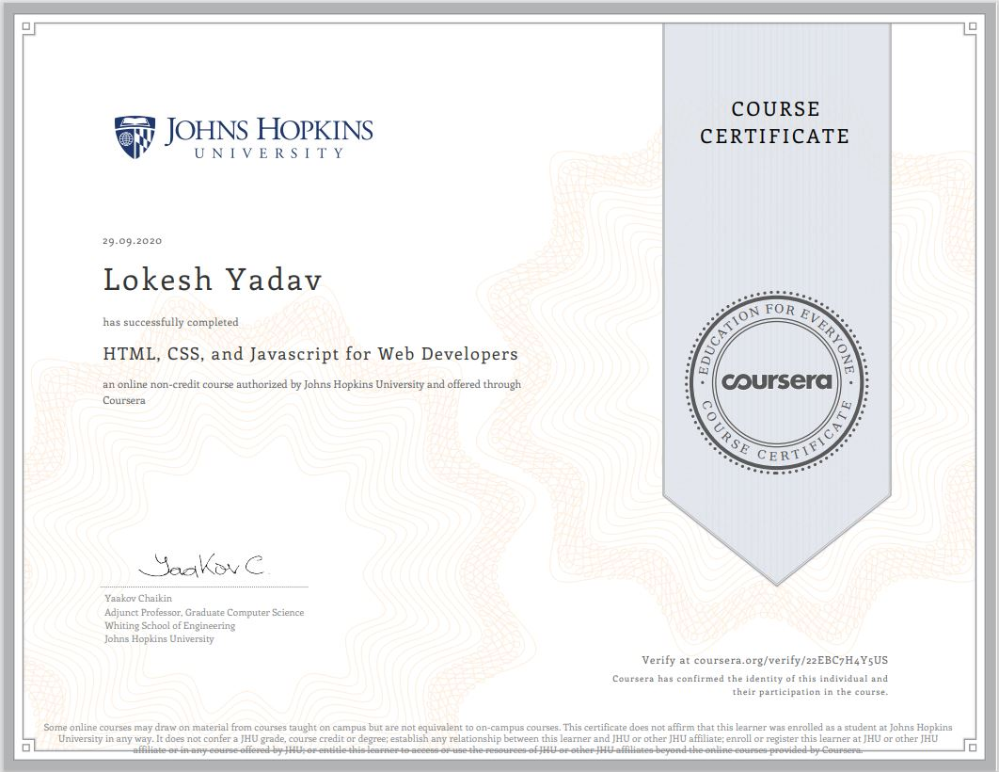 JOHNS HOPKINS
UNIVERSITY
COURSE
CERTIFICATE
29.09.2020
Lokesh Yadav
has successfully completed
HTML, CSS, and Javascript for Web Developers
an online non-credit course authorized by Johns Hopkins University and offered through
Coursera
EDUCATION FOR EVERYONE
coursera
COURSE CERTIFICATE
Yaakov C.
Yaakov Chaikin
Adjunct Professor, Graduate Computer Science
Whiting School of Engineering
Johns Hopkins University
Verify at coursera.org/verify/22EBC7H4Y5US
Coursera has confirmed the identity of this individual and
their participation in the course.
Some online courses may draw on material from courses taught on campus but are not equivalent to on-campus courses. This certificate does not affirm that this learner was enrolled as a student at Johns Hopkins
University in any way. It does not confer a JHU grade, course credit or degree; establish any relationship between this learner and JHU or other JHU affiliate; enroll or register this learner at JHU or other JHU
affiliate or in any course offered by JHU; or entitle this learner to access or use the resources of JHU or other JHU affiliates beyond the online courses provided by Coursera.